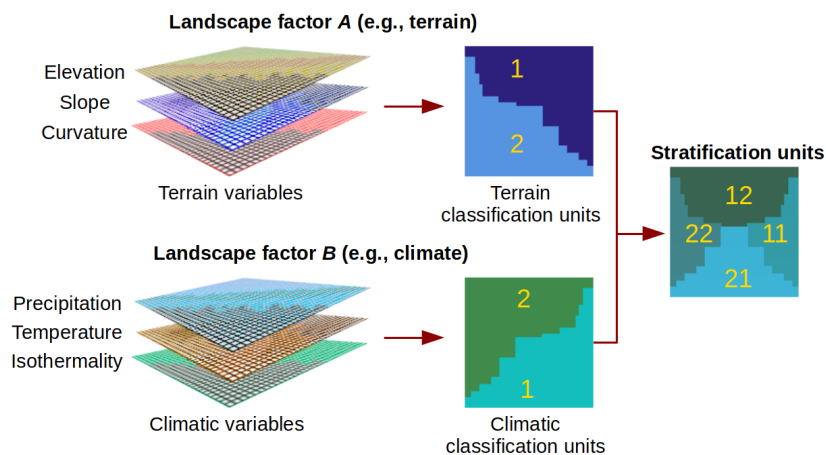 Landscape factor A (e.g., terrain)
Elevation
Slope
Curvature
Terrain variables
1
2
Terrain
classification units
Landscape factor B (e.g., climate)
Precipitation
Temperature
Isothermality
Climatic variables
2
1
Climatic
classification units
Stratification units
12
22 11
21